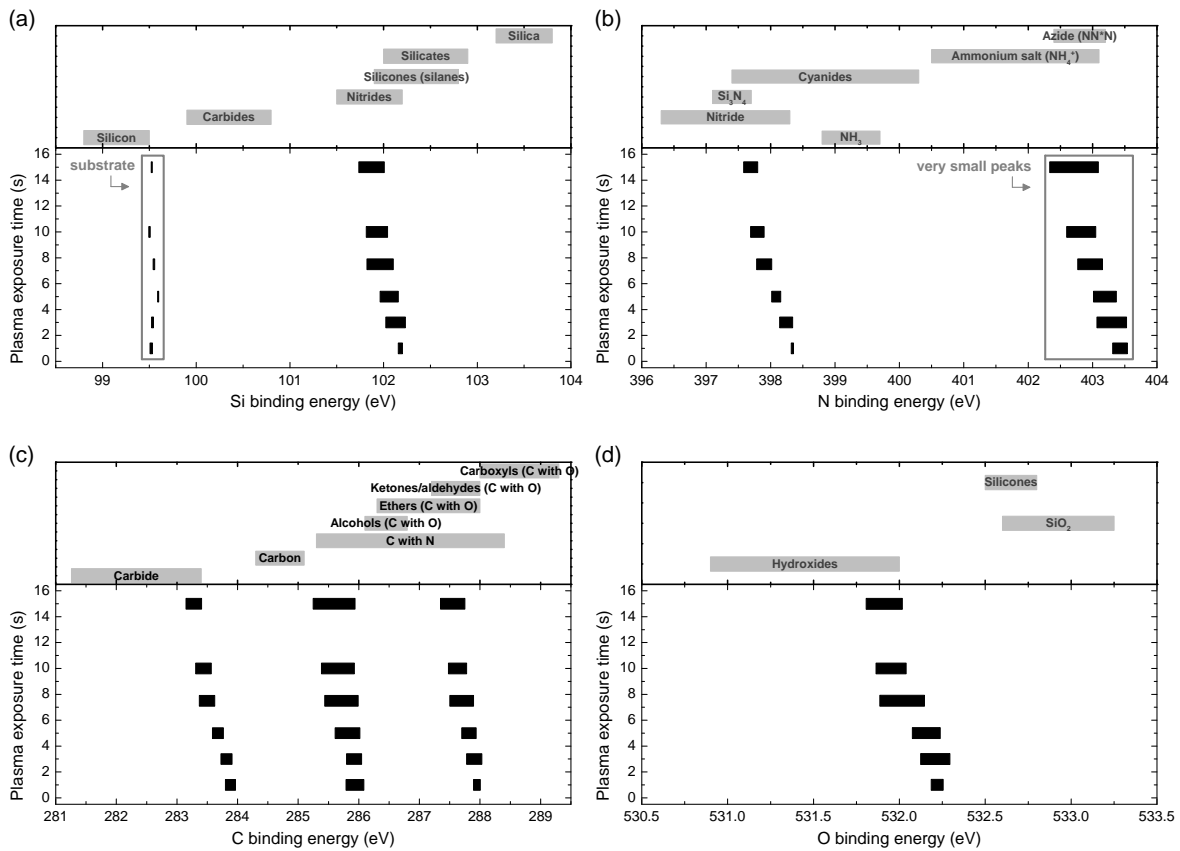 (a)
Silica
Silicates
Silicones (silanes)
Nitrides
Carbides
Silicon
substrate
16
14
12
10
8
6
4
2
0
Plasma exposure time (s)
99 100 101 102 103 104
Si binding energy (eV)
(b)
Azide (NN*N)
Ammonium salt (NH₄⁺)
Cyanides
Si₃N₄
Nitride
NH₃
very small peaks
16
14
12
10
8
6
4
2
0
Plasma exposure time (s)
396 397 398 399 400 401 402 403 404
N binding energy (eV)
(c)
Carboxyls (C with O)
Ketones/aldehydes (C with O)
Ethers (C with O)
Alcohols (C with O)
C with N
Carbon
Carbide
16
14
12
10
8
6
4
2
0
Plasma exposure time (s)
281 282 283 284 285 286 287 288 289
C binding energy (eV)
(d)
Silicones
SiO₂
Hydroxides
16
14
12
10
8
6
4
2
0
Plasma exposure time (s)
530.5 531.0 531.5 532.0 532.5 533.0 533.5
O binding energy (eV)